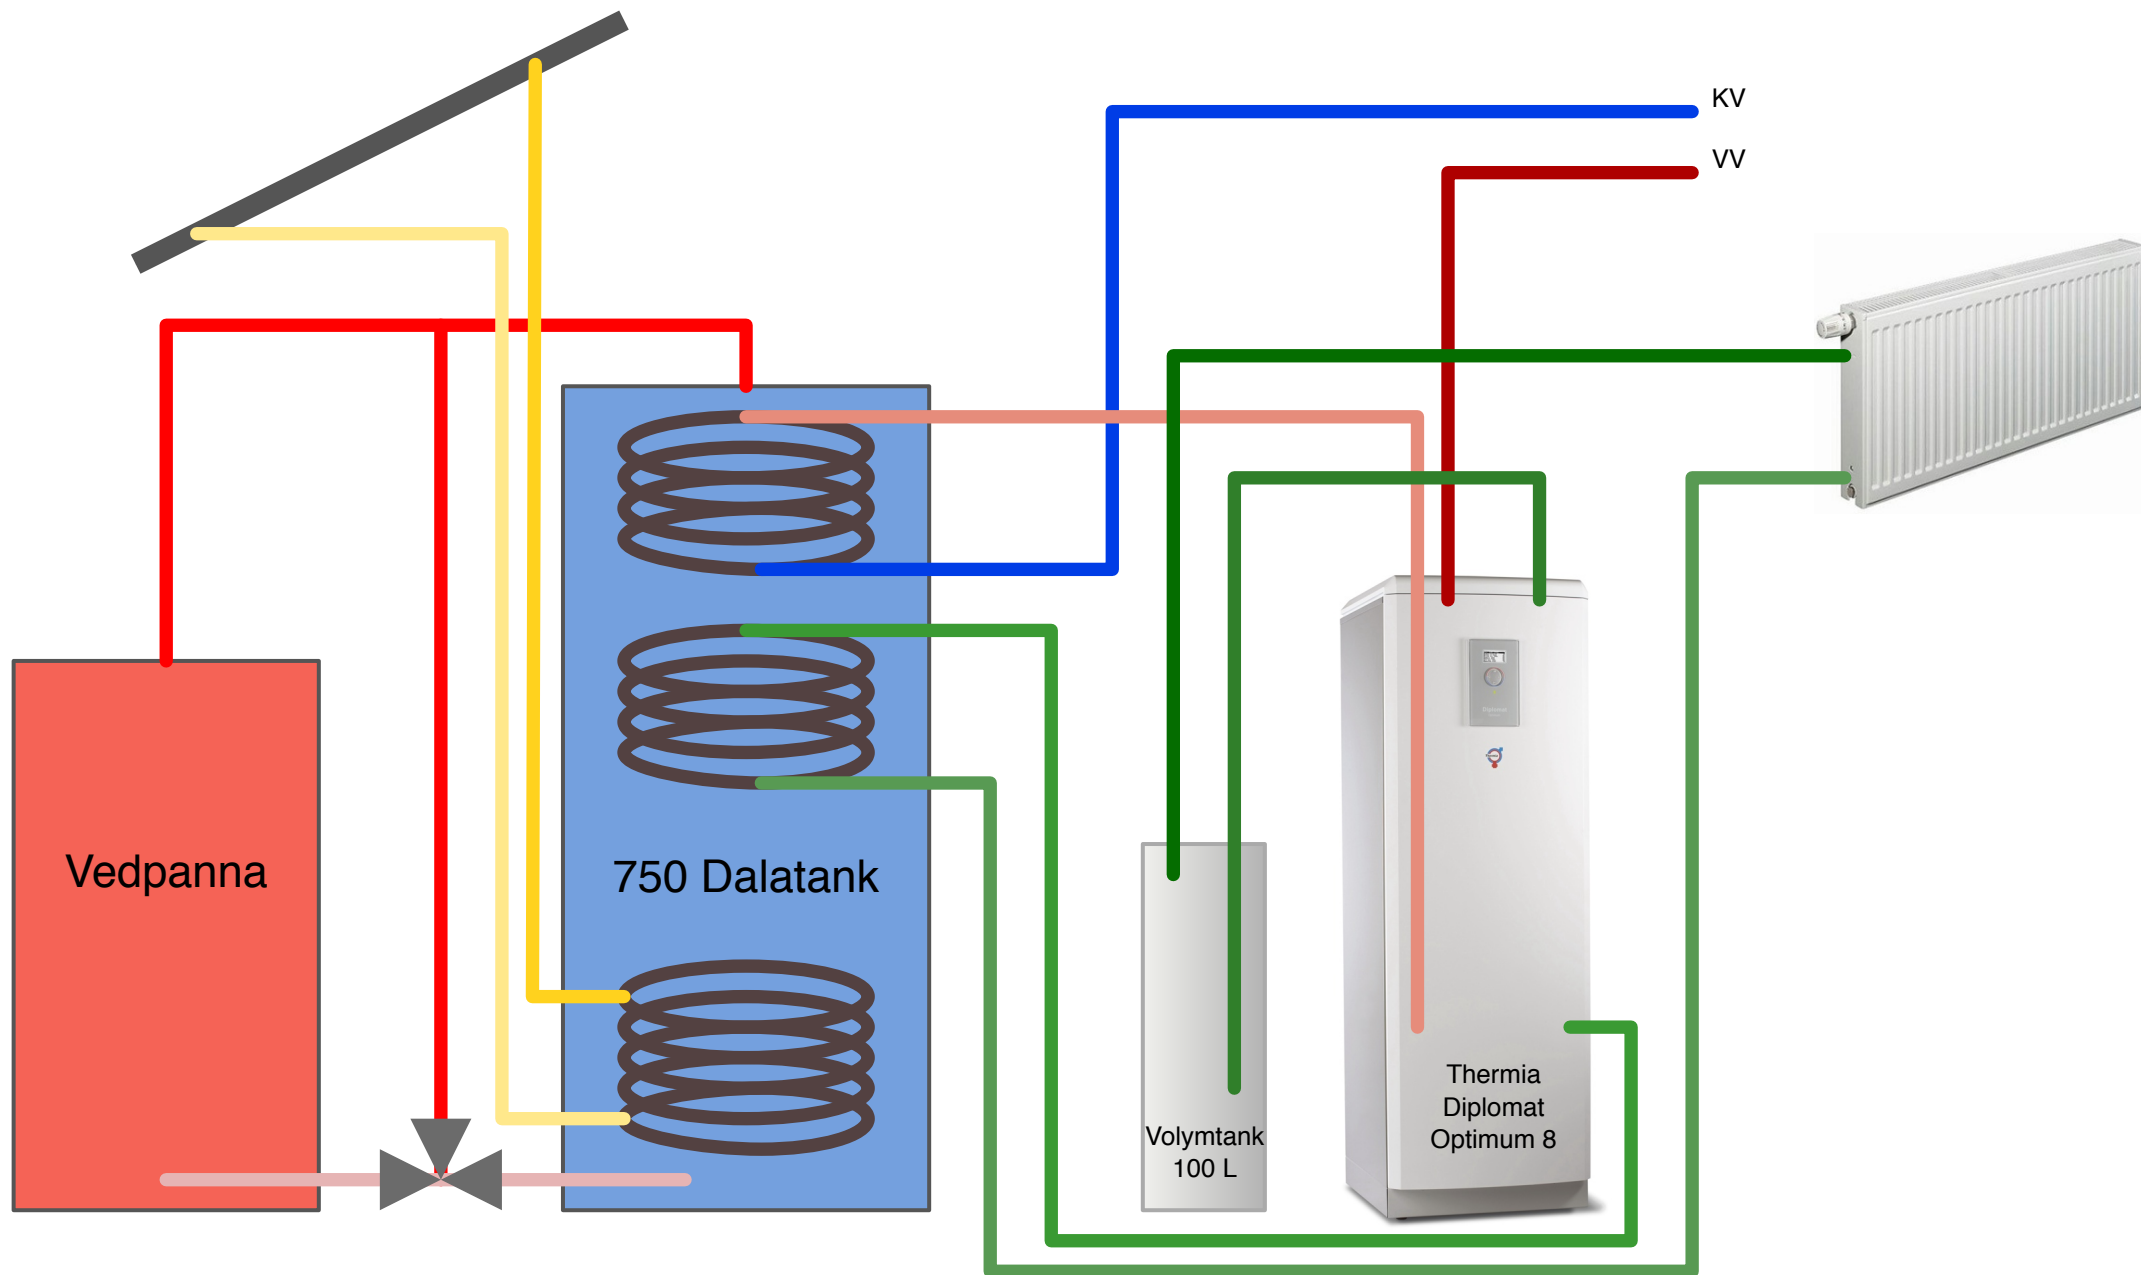 KV
VV
Vedpanna
750 Dalatank
Volymtank
100 L
Thermia
Diplomat
Optimum 8